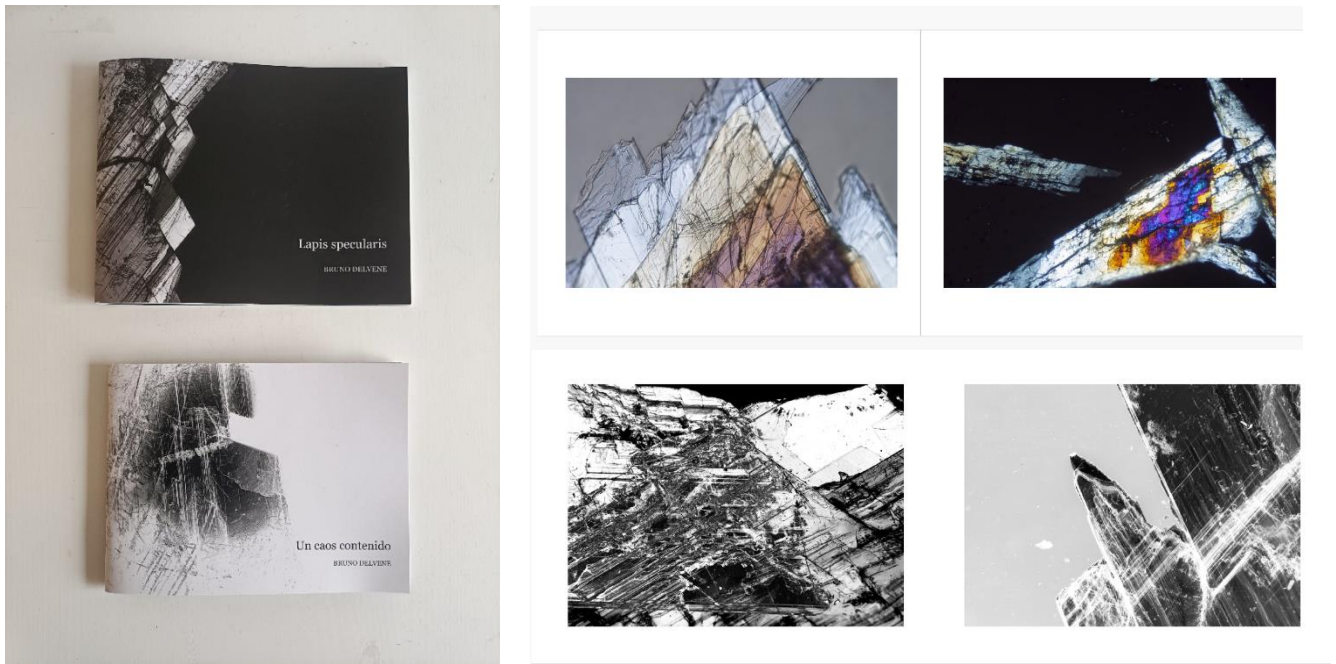 Lapis specularis
BRUNO DELVENE
Un caos contenido
BRUNO DELVENE